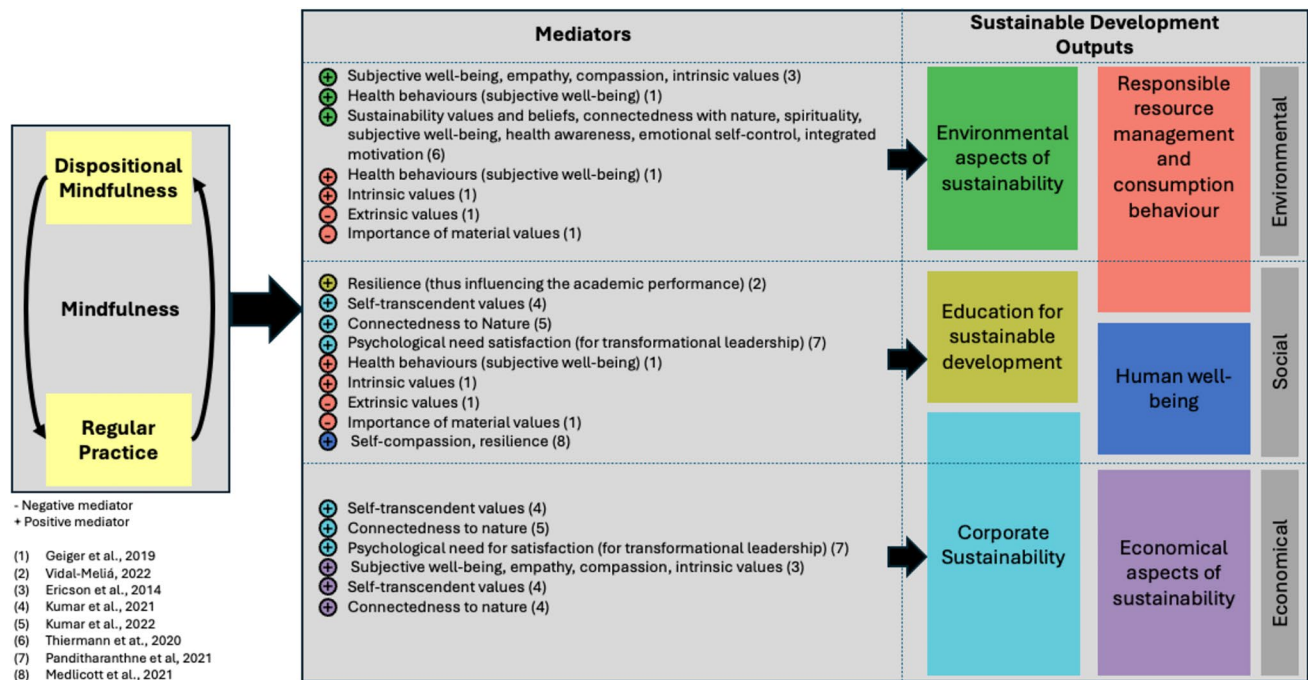 Dispositional
Mindfulness
Mindfulness
Regular
Practice
- Negative mediator
+ Positive mediator
(1) Geiger et al., 2019
(2) Vidal-Meliá, 2022
(3) Ericson et al., 2014
(4) Kumar et al., 2021
(5) Kumar et al., 2022
(6) Thiermann et at., 2020
(7) Panditharanthne et al, 2021
(8) Medlicott et al., 2021
Mediators
+ Subjective well-being, empathy, compassion, intrinsic values (3)
+ Health behaviours (subjective well-being) (1)
+ Sustainability values and beliefs, connectedness with nature, spirituality,
subjective well-being, health awareness, emotional self-control, integrated
motivation (6)
+ Health behaviours (subjective well-being) (1)
+ Intrinsic values (1)
- Extrinsic values (1)
- Importance of material values (1)
+ Resilience (thus influencing the academic performance) (2)
+ Self-transcendent values (4)
+ Connectedness to Nature (5)
+ Psychological need satisfaction (for transformational leadership) (7)
+ Health behaviours (subjective well-being) (1)
+ Intrinsic values (1)
- Extrinsic values (1)
- Importance of material values (1)
+ Self-compassion, resilience (8)
+ Self-transcendent values (4)
+ Connectedness to nature (5)
+ Psychological need for satisfaction (for transformational leadership) (7)
+ Subjective well-being, empathy, compassion, intrinsic values (3)
+ Self-transcendent values (4)
+ Connectedness to nature (4)
Sustainable Development
Outputs
Environmental
aspects of
sustainability
Responsible
resource
management
and
consumption
behaviour
Environmental
Education for
sustainable
development
Human well-
being
Social
Corporate
Sustainability
Economical
aspects of
sustainability
Economical